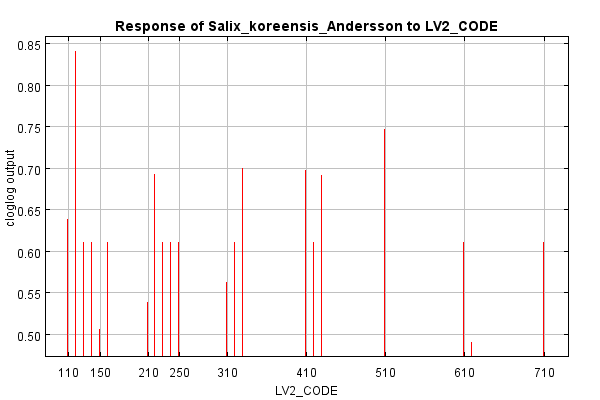 Response of Salix_koreensis_Andersson to LV2_CODE
0.85
0.80
0.75
0.70
0.65
0.60
0.55
0.50
cloglog output
110 150 210 250 310 410 510 610 710
LV2_CODE